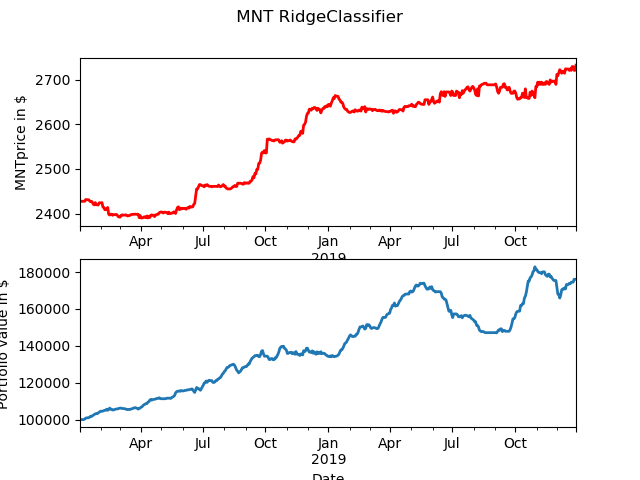 MNT RidgeClassifier
MNTprice in $
2700
2600
2500
2400
Apr Jul Oct Jan Apr Jul Oct
2019
Portfolio value in $
180000
160000
140000
120000
100000
Apr Jul Oct Jan Apr Jul Oct
2019
Date